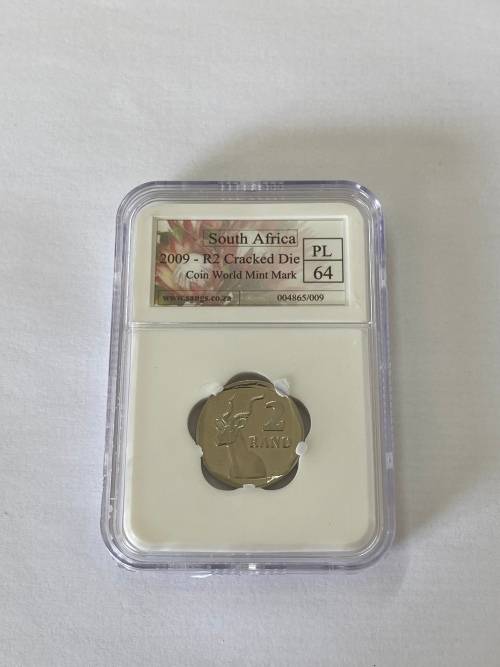 South Africa
2009 - R2 Cracked Die
Coin World Mint Mark
PL
64
www.sangs.co.za
004865/009
2
RAND